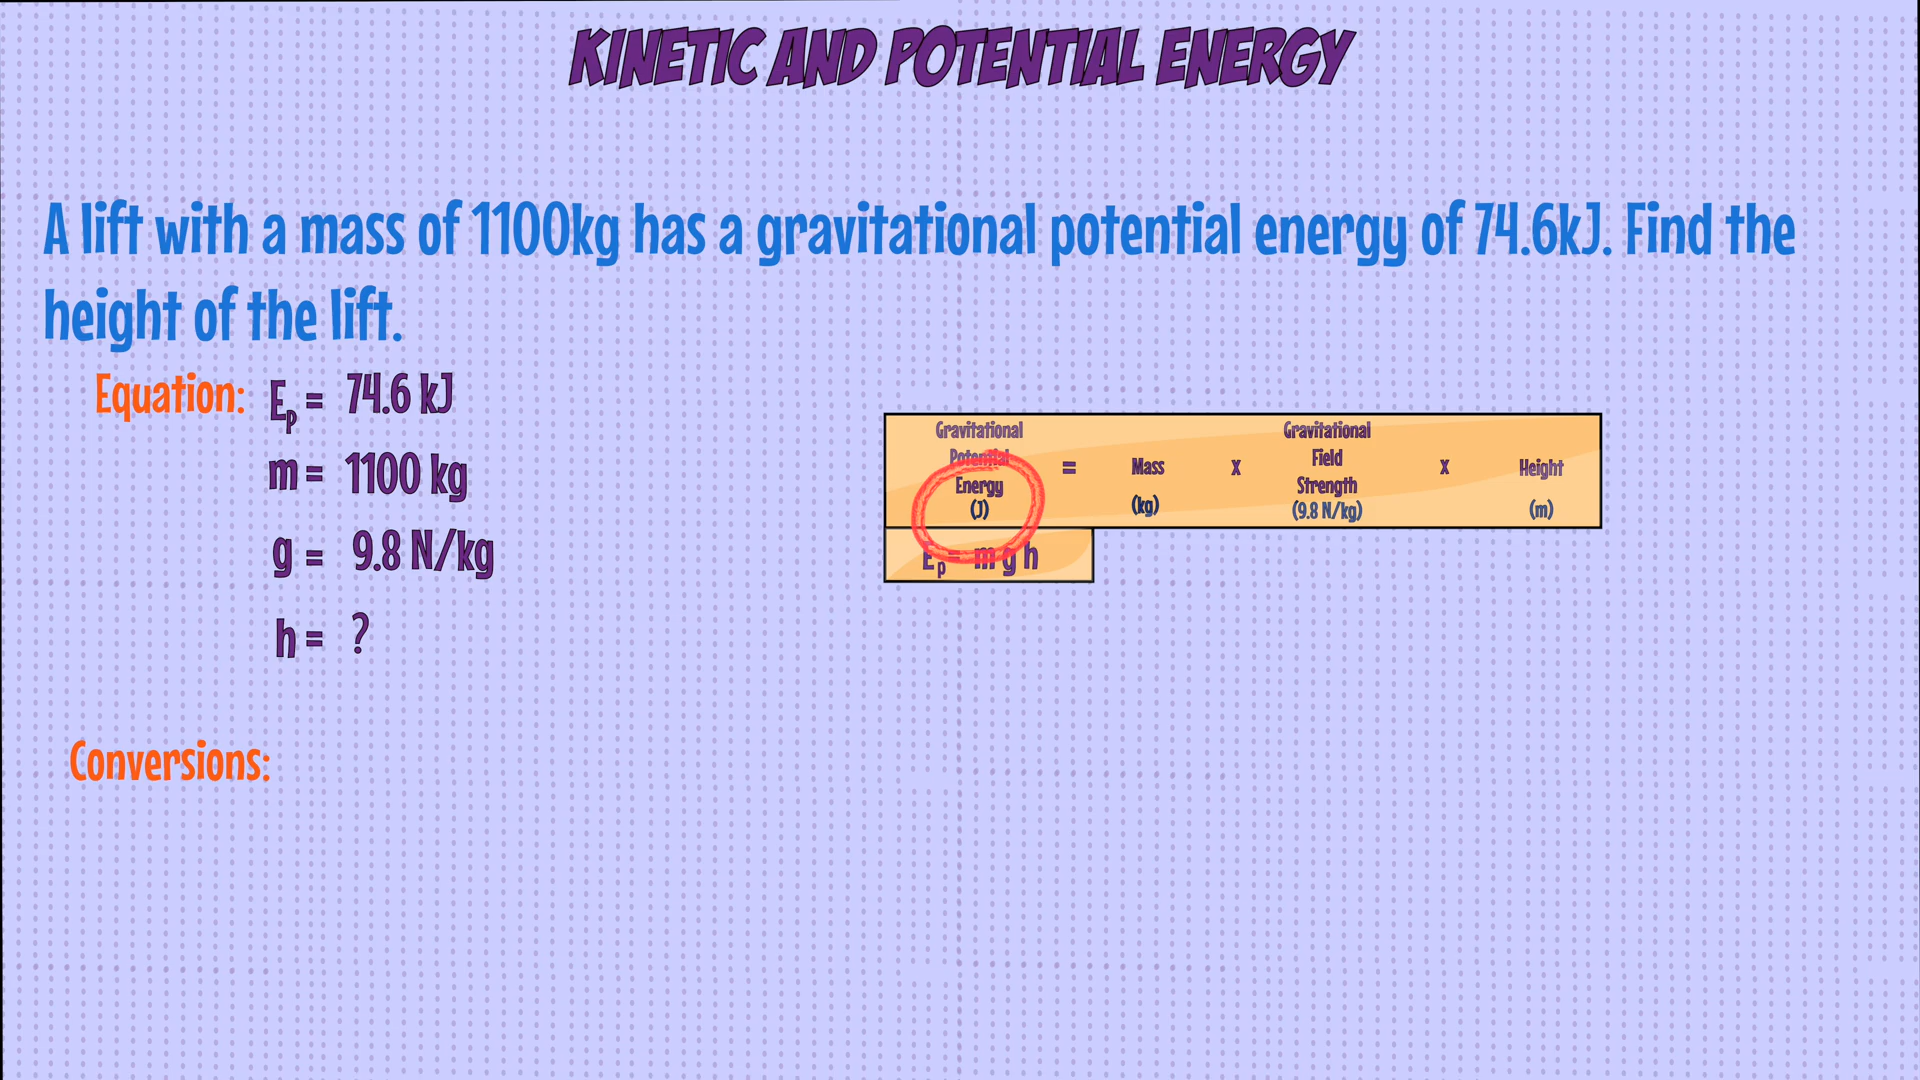 KINETIC AND POTENTIAL ENERGY
A lift with a mass of 1100kg has a gravitational potential energy of 74.6kJ. Find the
height of the lift.
Equation: Ep = 74.6 kJ
m = 1100 kg
g = 9.8 N/kg
h = ?
Gravitational
Potential
Energy
(J)
=
Mass
(kg)
x
Gravitational
Field
Strength
(9.8 N/kg)
x
Height
(m)
Ep = m g h
Conversions: